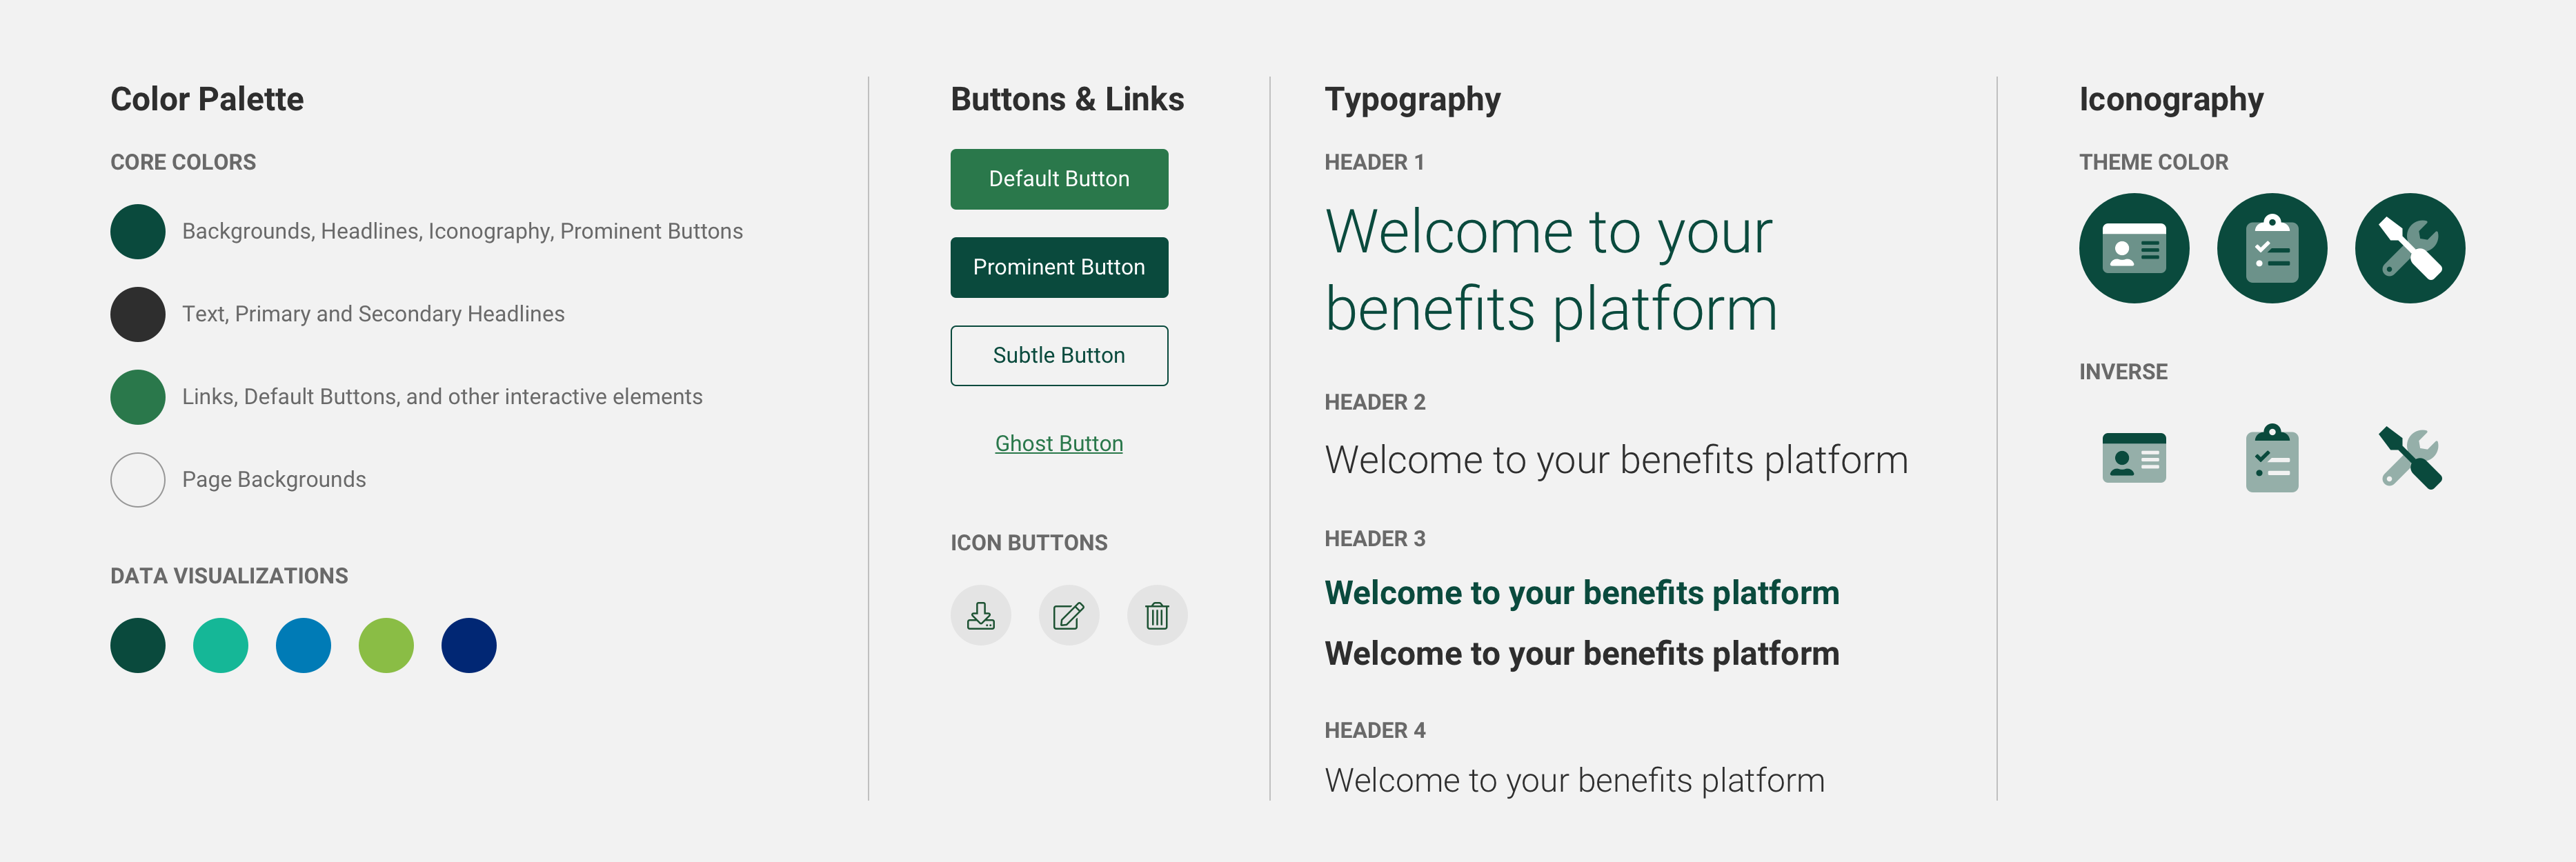 Color Palette
CORE COLORS
Backgrounds, Headlines, Iconography, Prominent Buttons
Text, Primary and Secondary Headlines
Links, Default Buttons, and other interactive elements
Page Backgrounds
DATA VISUALIZATIONS
Buttons & Links
Default Button
Prominent Button
Subtle Button
Ghost Button
ICON BUTTONS
Typography
HEADER 1
Welcome to your
benefits platform
HEADER 2
Welcome to your benefits platform
HEADER 3
Welcome to your benefits platform
Welcome to your benefits platform
HEADER 4
Welcome to your benefits platform
Iconography
THEME COLOR
INVERSE